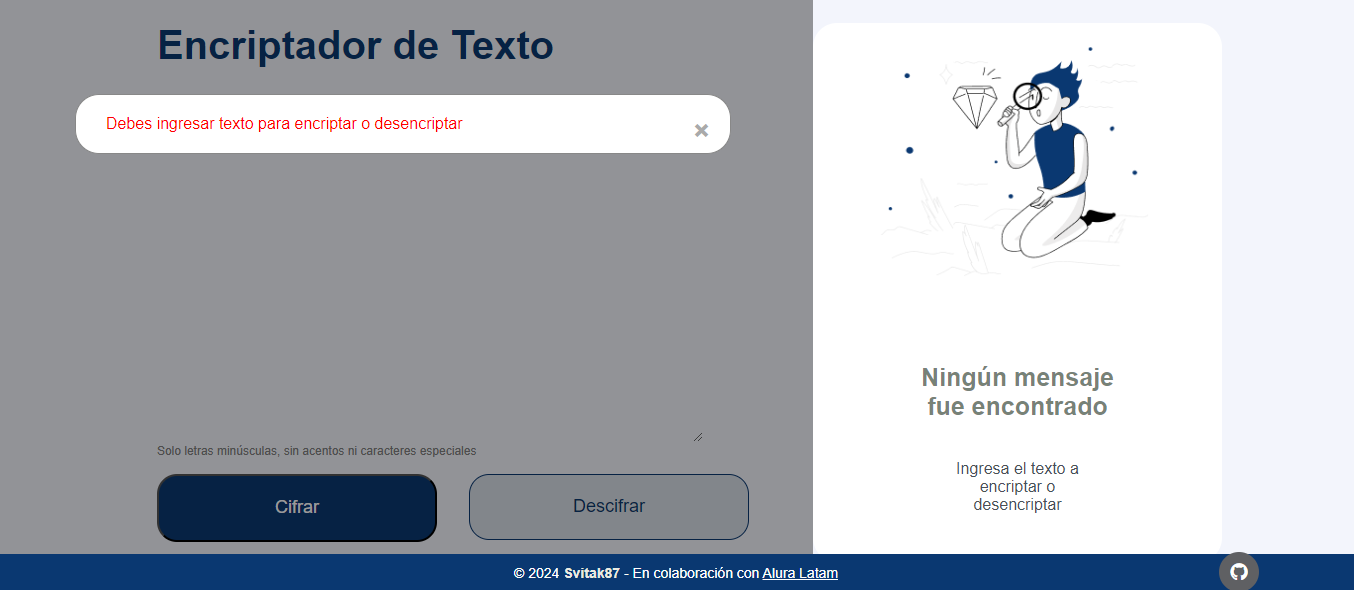 Encriptador de Texto
Debes ingresar texto para encriptar o desencriptar
×
Solo letras minúsculas, sin acentos ni caracteres especiales
Cifrar
Descifrar
Ningún mensaje
fue encontrado
Ingresa el texto a
encriptar o
desencriptar
© 2024 Svitak87 - En colaboración con Alura Latam